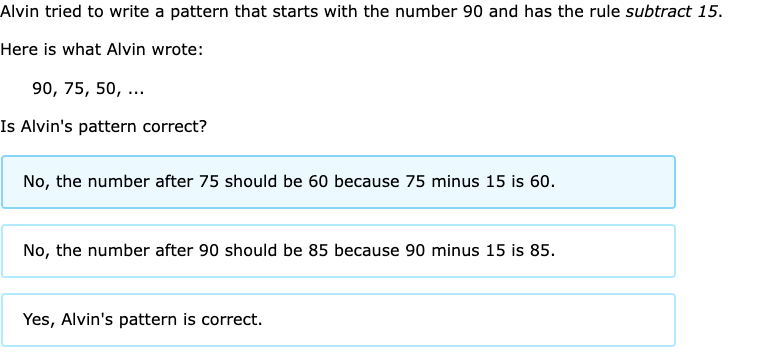 Alvin tried to write a pattern that starts with the number 90 and has the rule subtract 15.
Here is what Alvin wrote:
90, 75, 50, ...
Is Alvin's pattern correct?
No, the number after 75 should be 60 because 75 minus 15 is 60.
No, the number after 90 should be 85 because 90 minus 15 is 85.
Yes, Alvin's pattern is correct.